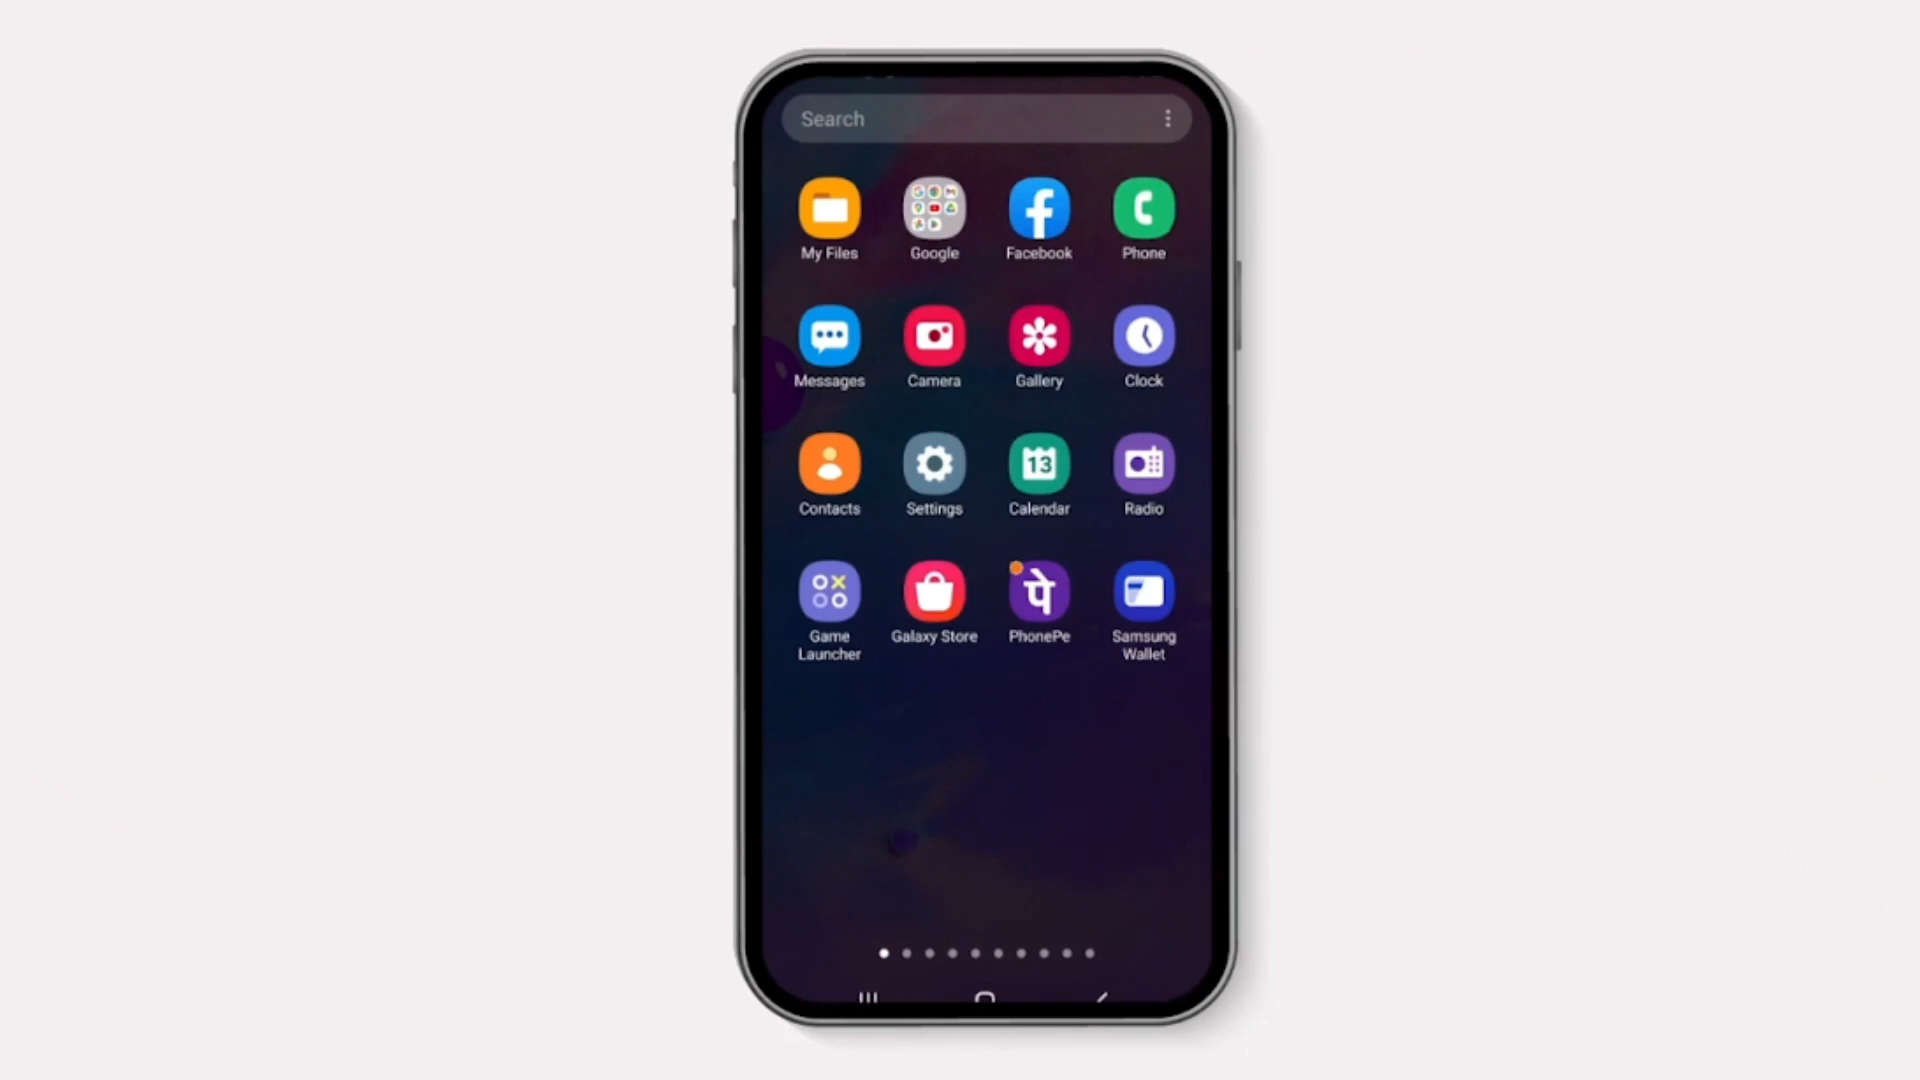 Search
My Files
Google
Facebook
Phone
Messages
Camera
Gallery
Clock
Contacts
Settings
13
Calendar
Radio
Game
Launcher
Galaxy Store
पे
PhonePe
Samsung
Wallet